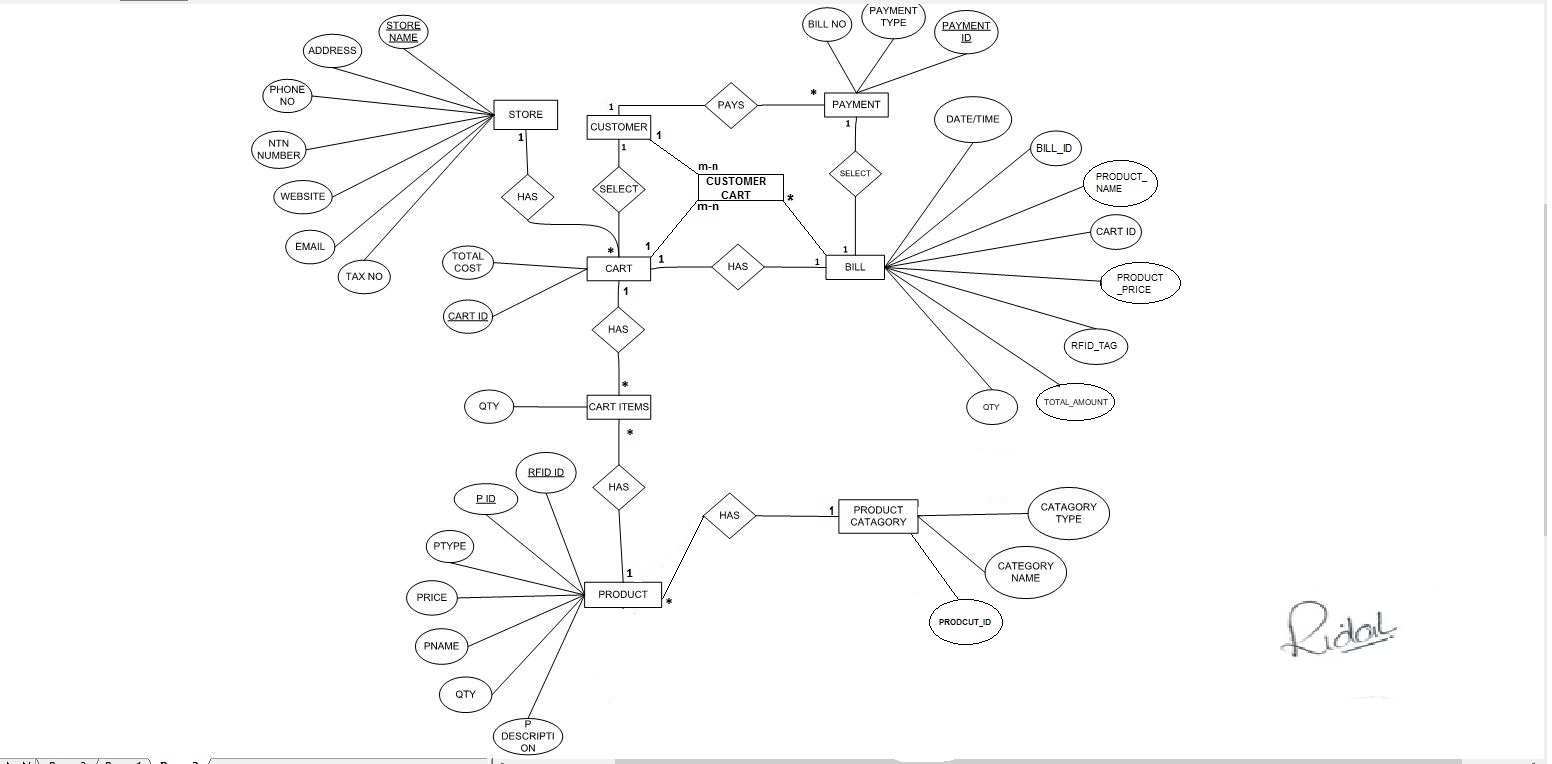 STORE
NAME
ADDRESS
PHONE
NO
NTN
NUMBER
WEBSITE
EMAIL
TAX NO
STORE
1
HAS
*
BILL NO
PAYMENT
TYPE
PAYMENT
ID
1
PAYS
*
PAYMENT
CUSTOMER
1
1
SELECT
m-n
CUSTOMER
CART
m-n
*
1
SELECT
1
DATE/TIME
BILL_ID
PRODUCT_
NAME
CART ID
PRODUCT
_PRICE
RFID_TAG
TOTAL_AMOUNT
QTY
TOTAL
COST
CART ID
CART
1
1
HAS
1
BILL
1
HAS
*
QTY
CART ITEMS
*
HAS
1
RFID ID
P ID
PTYPE
PRICE
PNAME
QTY
P
DESCRIPTI
ON
PRODUCT
*
HAS
1
PRODUCT
CATAGORY
CATAGORY
TYPE
CATEGORY
NAME
PRODCUT_ID